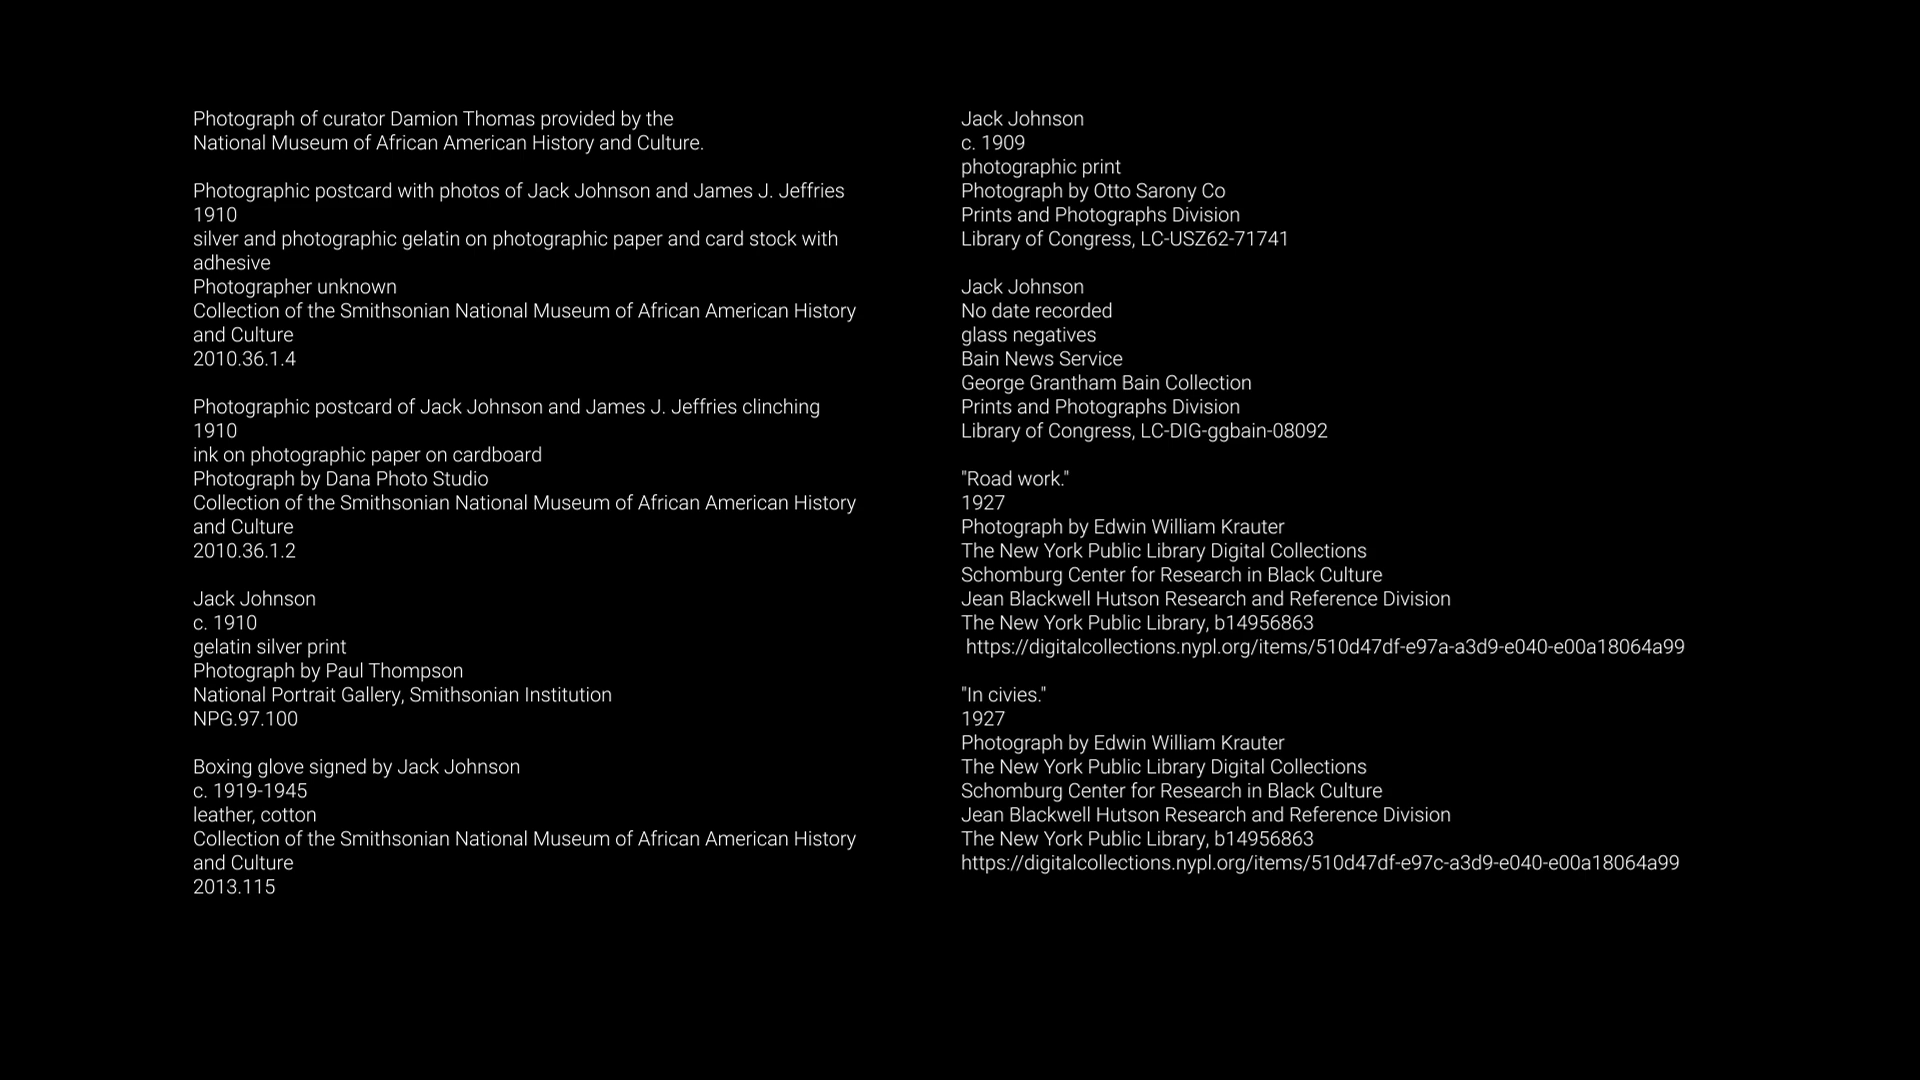 Photograph of curator Damion Thomas provided by the
National Museum of African American History and Culture.
Photographic postcard with photos of Jack Johnson and James J. Jeffries
1910
silver and photographic gelatin on photographic paper and card stock with
adhesive
Photographer unknown
Collection of the Smithsonian National Museum of African American History
and Culture
2010.36.1.4
Photographic postcard of Jack Johnson and James J. Jeffries clinching
1910
ink on photographic paper on cardboard
Photograph by Dana Photo Studio
Collection of the Smithsonian National Museum of African American History
and Culture
2010.36.1.2
Jack Johnson
c. 1910
gelatin silver print
Photograph by Paul Thompson
National Portrait Gallery, Smithsonian Institution
NPG.97.100
Boxing glove signed by Jack Johnson
c. 1919-1945
leather, cotton
Collection of the Smithsonian National Museum of African American History
and Culture
2013.115
Jack Johnson
c. 1909
photographic print
Photograph by Otto Sarony Co
Prints and Photographs Division
Library of Congress, LC-USZ62-71741
Jack Johnson
No date recorded
glass negatives
Bain News Service
George Grantham Bain Collection
Prints and Photographs Division
Library of Congress, LC-DIG-ggbain-08092
"Road work."
1927
Photograph by Edwin William Krauter
The New York Public Library Digital Collections
Schomburg Center for Research in Black Culture
Jean Blackwell Hutson Research and Reference Division
The New York Public Library, b14956863
https://digitalcollections.nypl.org/items/510d47df-e97a-a3d9-e040-e00a18064a99
"In civies."
1927
Photograph by Edwin William Krauter
The New York Public Library Digital Collections
Schomburg Center for Research in Black Culture
Jean Blackwell Hutson Research and Reference Division
The New York Public Library, b14956863
https://digitalcollections.nypl.org/items/510d47df-e97c-a3d9-e040-e00a18064a99